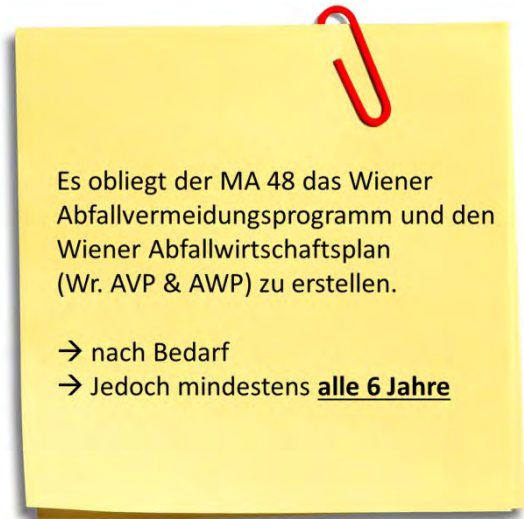 Es obliegt der MA 48 das Wiener
Abfallvermeidungsprogramm und den
Wiener Abfallwirtschaftsplan
(Wr. AVP & AWP) zu erstellen.
→ nach Bedarf
→ Jedoch mindestens alle 6 Jahre